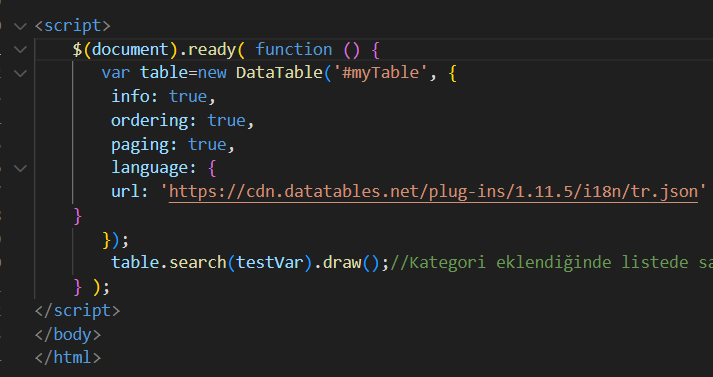 <script>
$(document).ready( function () {
var table=new DataTable('#myTable', {
info: true,
ordering: true,
paging: true,
language: {
url: 'https://cdn.datatables.net/plug-ins/1.11.5/i18n/tr.json'
}
});
table.search(testVar).draw();//Kategori eklendiğinde listede sa
} );
</script>
</body>
</html>